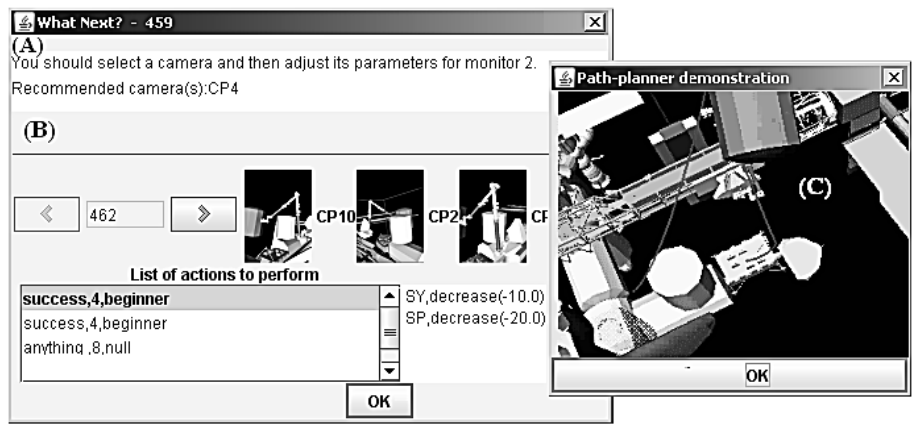 What Next? - 459
(A)
You should select a camera and then adjust its parameters for monitor 2.
Recommended camera(s):CP4
(B)
462
CP10
CP2
CP
List of actions to perform
success,4,beginner
success,4,beginner
anything ,8,null
SY,decrease(-10.0)
SP,decrease(-20.0)
OK
Path-planner demonstration
(C)
OK